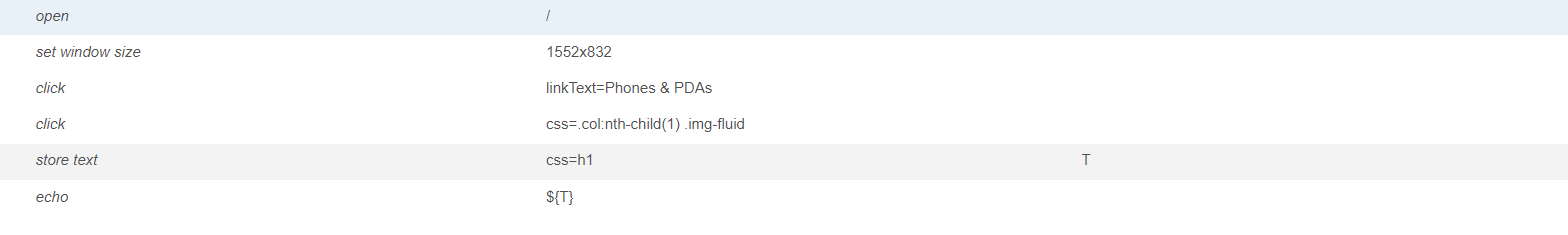 open /
set window size 1552x832
click linkText=Phones & PDAs
click css=.col:nth-child(1) .img-fluid
store text css=h1 T
echo ${T}